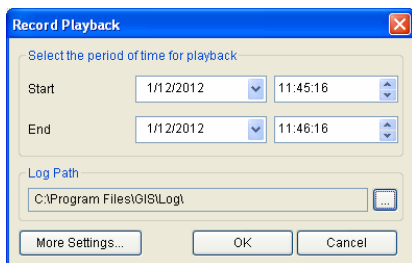 Record Playback
Select the period of time for playback
Start 1/12/2012 11:45:16
End 1/12/2012 11:46:16
Log Path
C:\Program Files\GIS\Log\ ...
More Settings... OK Cancel